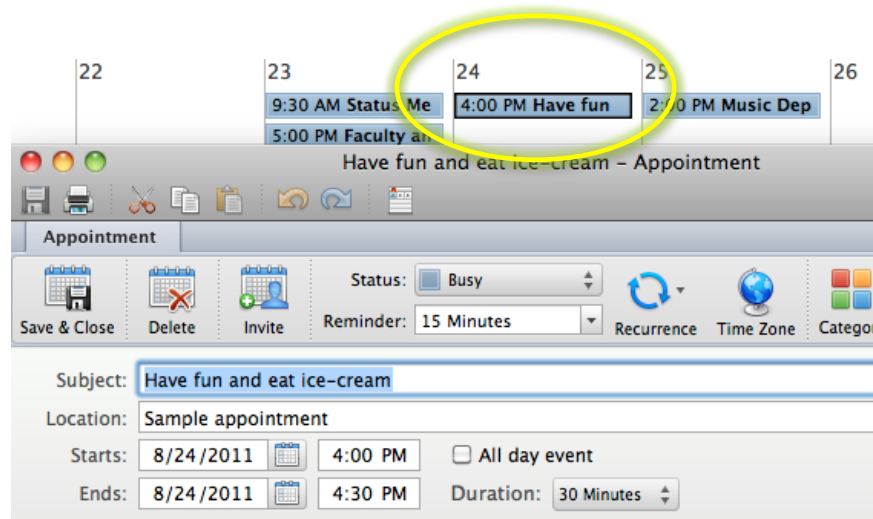 22 23 24 25 26
9:30 AM Status Me 4:00 PM Have fun 2:00 PM Music Dep
5:00 PM Faculty an
Have fun and eat ice-cream – Appointment
Appointment
Status: Busy
Reminder: 15 Minutes
Save & Close Delete Invite Recurrence Time Zone Categor
Subject: Have fun and eat ice-cream
Location: Sample appointment
Starts: 8/24/2011 4:00 PM All day event
Ends: 8/24/2011 4:30 PM Duration: 30 Minutes